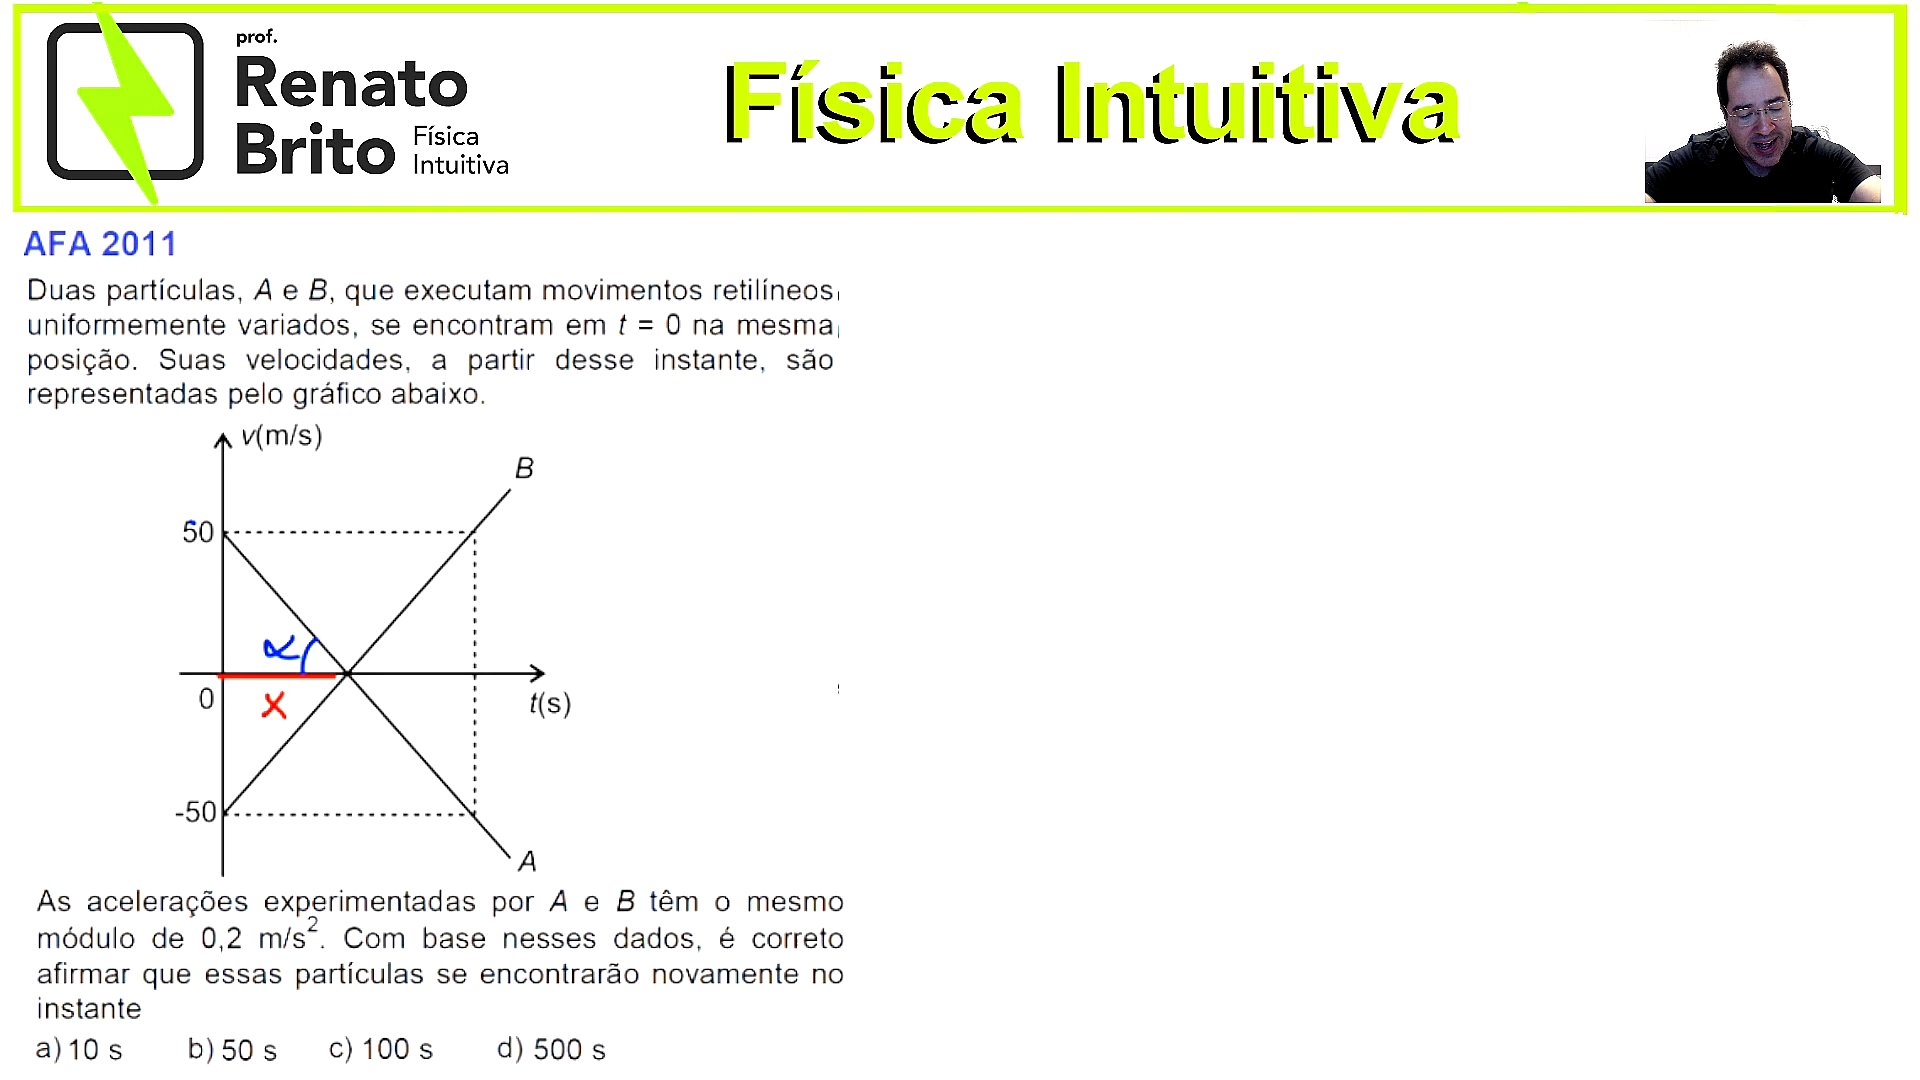 prof.
Renato
Brito Física
Intuitiva
Física Intuitiva
AFA 2011
Duas partículas, A e B, que executam movimentos retilíneos
uniformemente variados, se encontram em t = 0 na mesma
posição. Suas velocidades, a partir desse instante, são
representadas pelo gráfico abaixo.
v(m/s)
B
50
α
0
x
t(s)
-50
A
As acelerações experimentadas por A e B têm o mesmo
módulo de 0,2 m/s². Com base nesses dados, é correto
afirmar que essas partículas se encontrarão novamente no
instante
a) 10 s b) 50 s c) 100 s d) 500 s